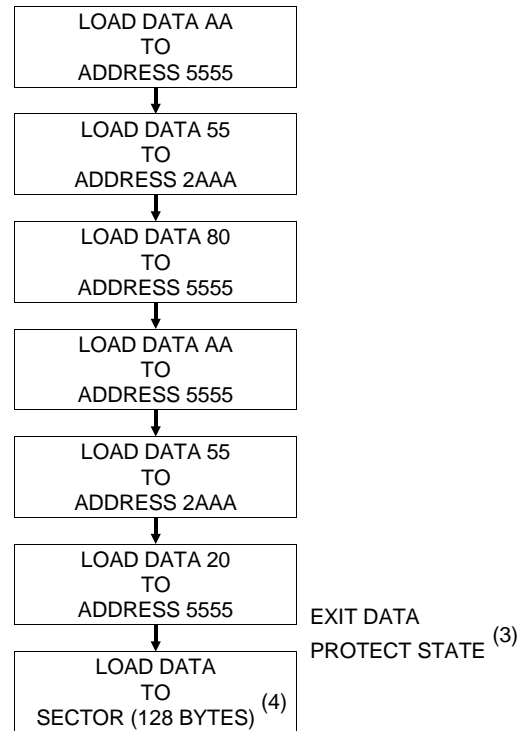 LOAD DATA AA
TO
ADDRESS 5555
LOAD DATA 55
TO
ADDRESS 2AAA
LOAD DATA 80
TO
ADDRESS 5555
LOAD DATA AA
TO
ADDRESS 5555
LOAD DATA 55
TO
ADDRESS 2AAA
LOAD DATA 20
TO
ADDRESS 5555
EXIT DATA
PROTECT STATE (3)
LOAD DATA
TO
SECTOR (128 BYTES) (4)